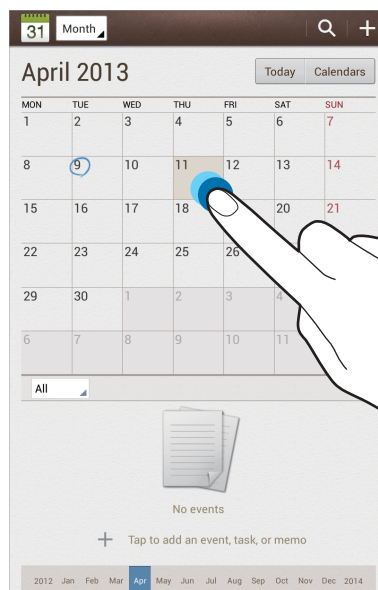 31 Month
April 2013 Today Calendars
MON TUE WED THU FRI SAT SUN
1 2 3 4 5 6 7
8 9 10 11 12 13 14
15 16 17 18 20 21
22 23 24 25 26
29 30 1 2 3 4
6 7 8 9 10 11
All
No events
Tap to add an event, task, or memo
2012 Jan Feb Mar Apr May Jun Jul Aug Sep Oct Nov Dec 2014